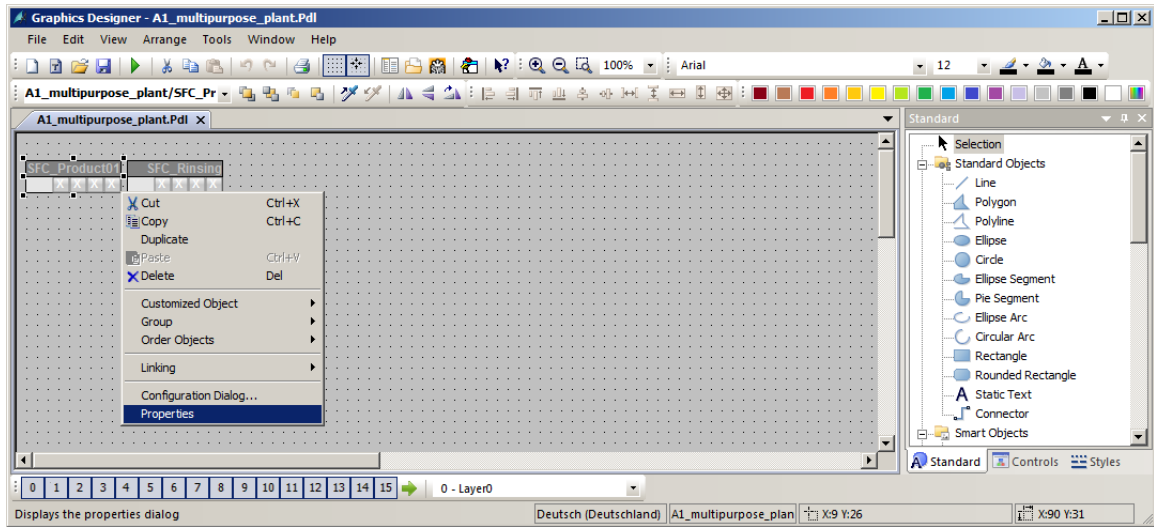 Graphics Designer - A1_multipurpose_plant.Pdl
File Edit View Arrange Tools Window Help
100% Arial 12 A
A1_multipurpose_plant/SFC_Pr
A1_multipurpose_plant.Pdl X
Standard
SFC_Product01 SFC_Rinsing
X X X X X X X X
Cut Ctrl+X
Copy Ctrl+C
Duplicate
Paste Ctrl+V
Delete Del
Customized Object
Group
Order Objects
Linking
Configuration Dialog...
Properties
Selection
Standard Objects
Line
Polygon
Polyline
Ellipse
Circle
Ellipse Segment
Pie Segment
Ellipse Arc
Circular Arc
Rectangle
Rounded Rectangle
A Static Text
Connector
Smart Objects
Standard Controls Styles
0 1 2 3 4 5 6 7 8 9 10 11 12 13 14 15 0 - Layer0
Displays the properties dialog Deutsch (Deutschland) A1_multipurpose_plan X:9 Y:26 X:90 Y:31